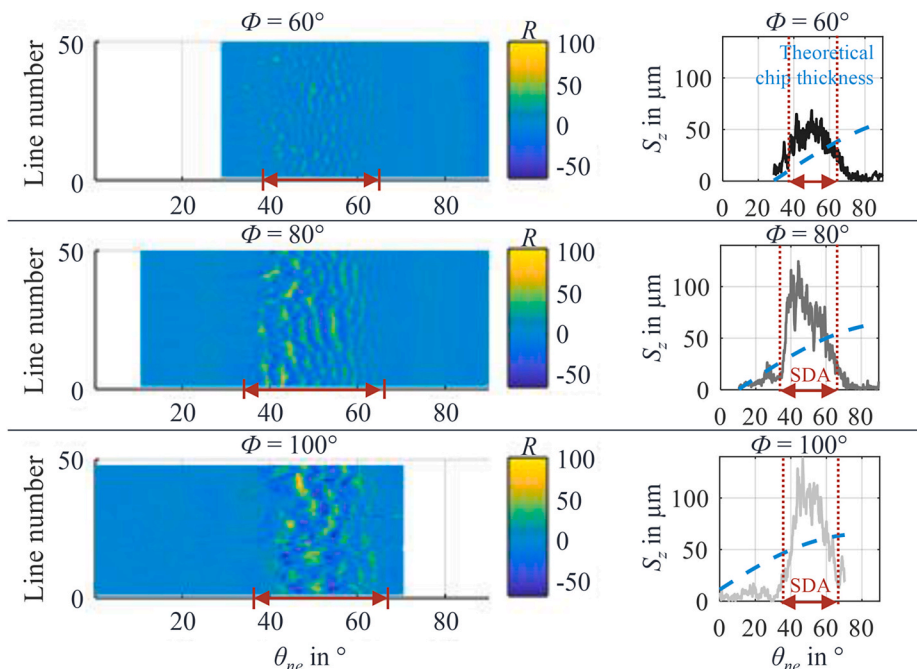 Φ = 60°
R
Φ = 60°
Line number
50
0
20
40
60
80
100
50
0
-50
S_z in µm
100
50
0
Theoretical
chip thickness
0
20
40
60
80
Φ = 80°
R
Φ = 80°
Line number
50
0
20
40
60
80
100
50
0
-50
S_z in µm
100
50
0
SDA
0
20
40
60
80
Φ = 100°
R
Φ = 100°
Line number
50
0
20
40
60
80
100
50
0
-50
S_z in µm
100
50
0
SDA
0
20
40
60
80
θ_ne in °
θ_ne in °